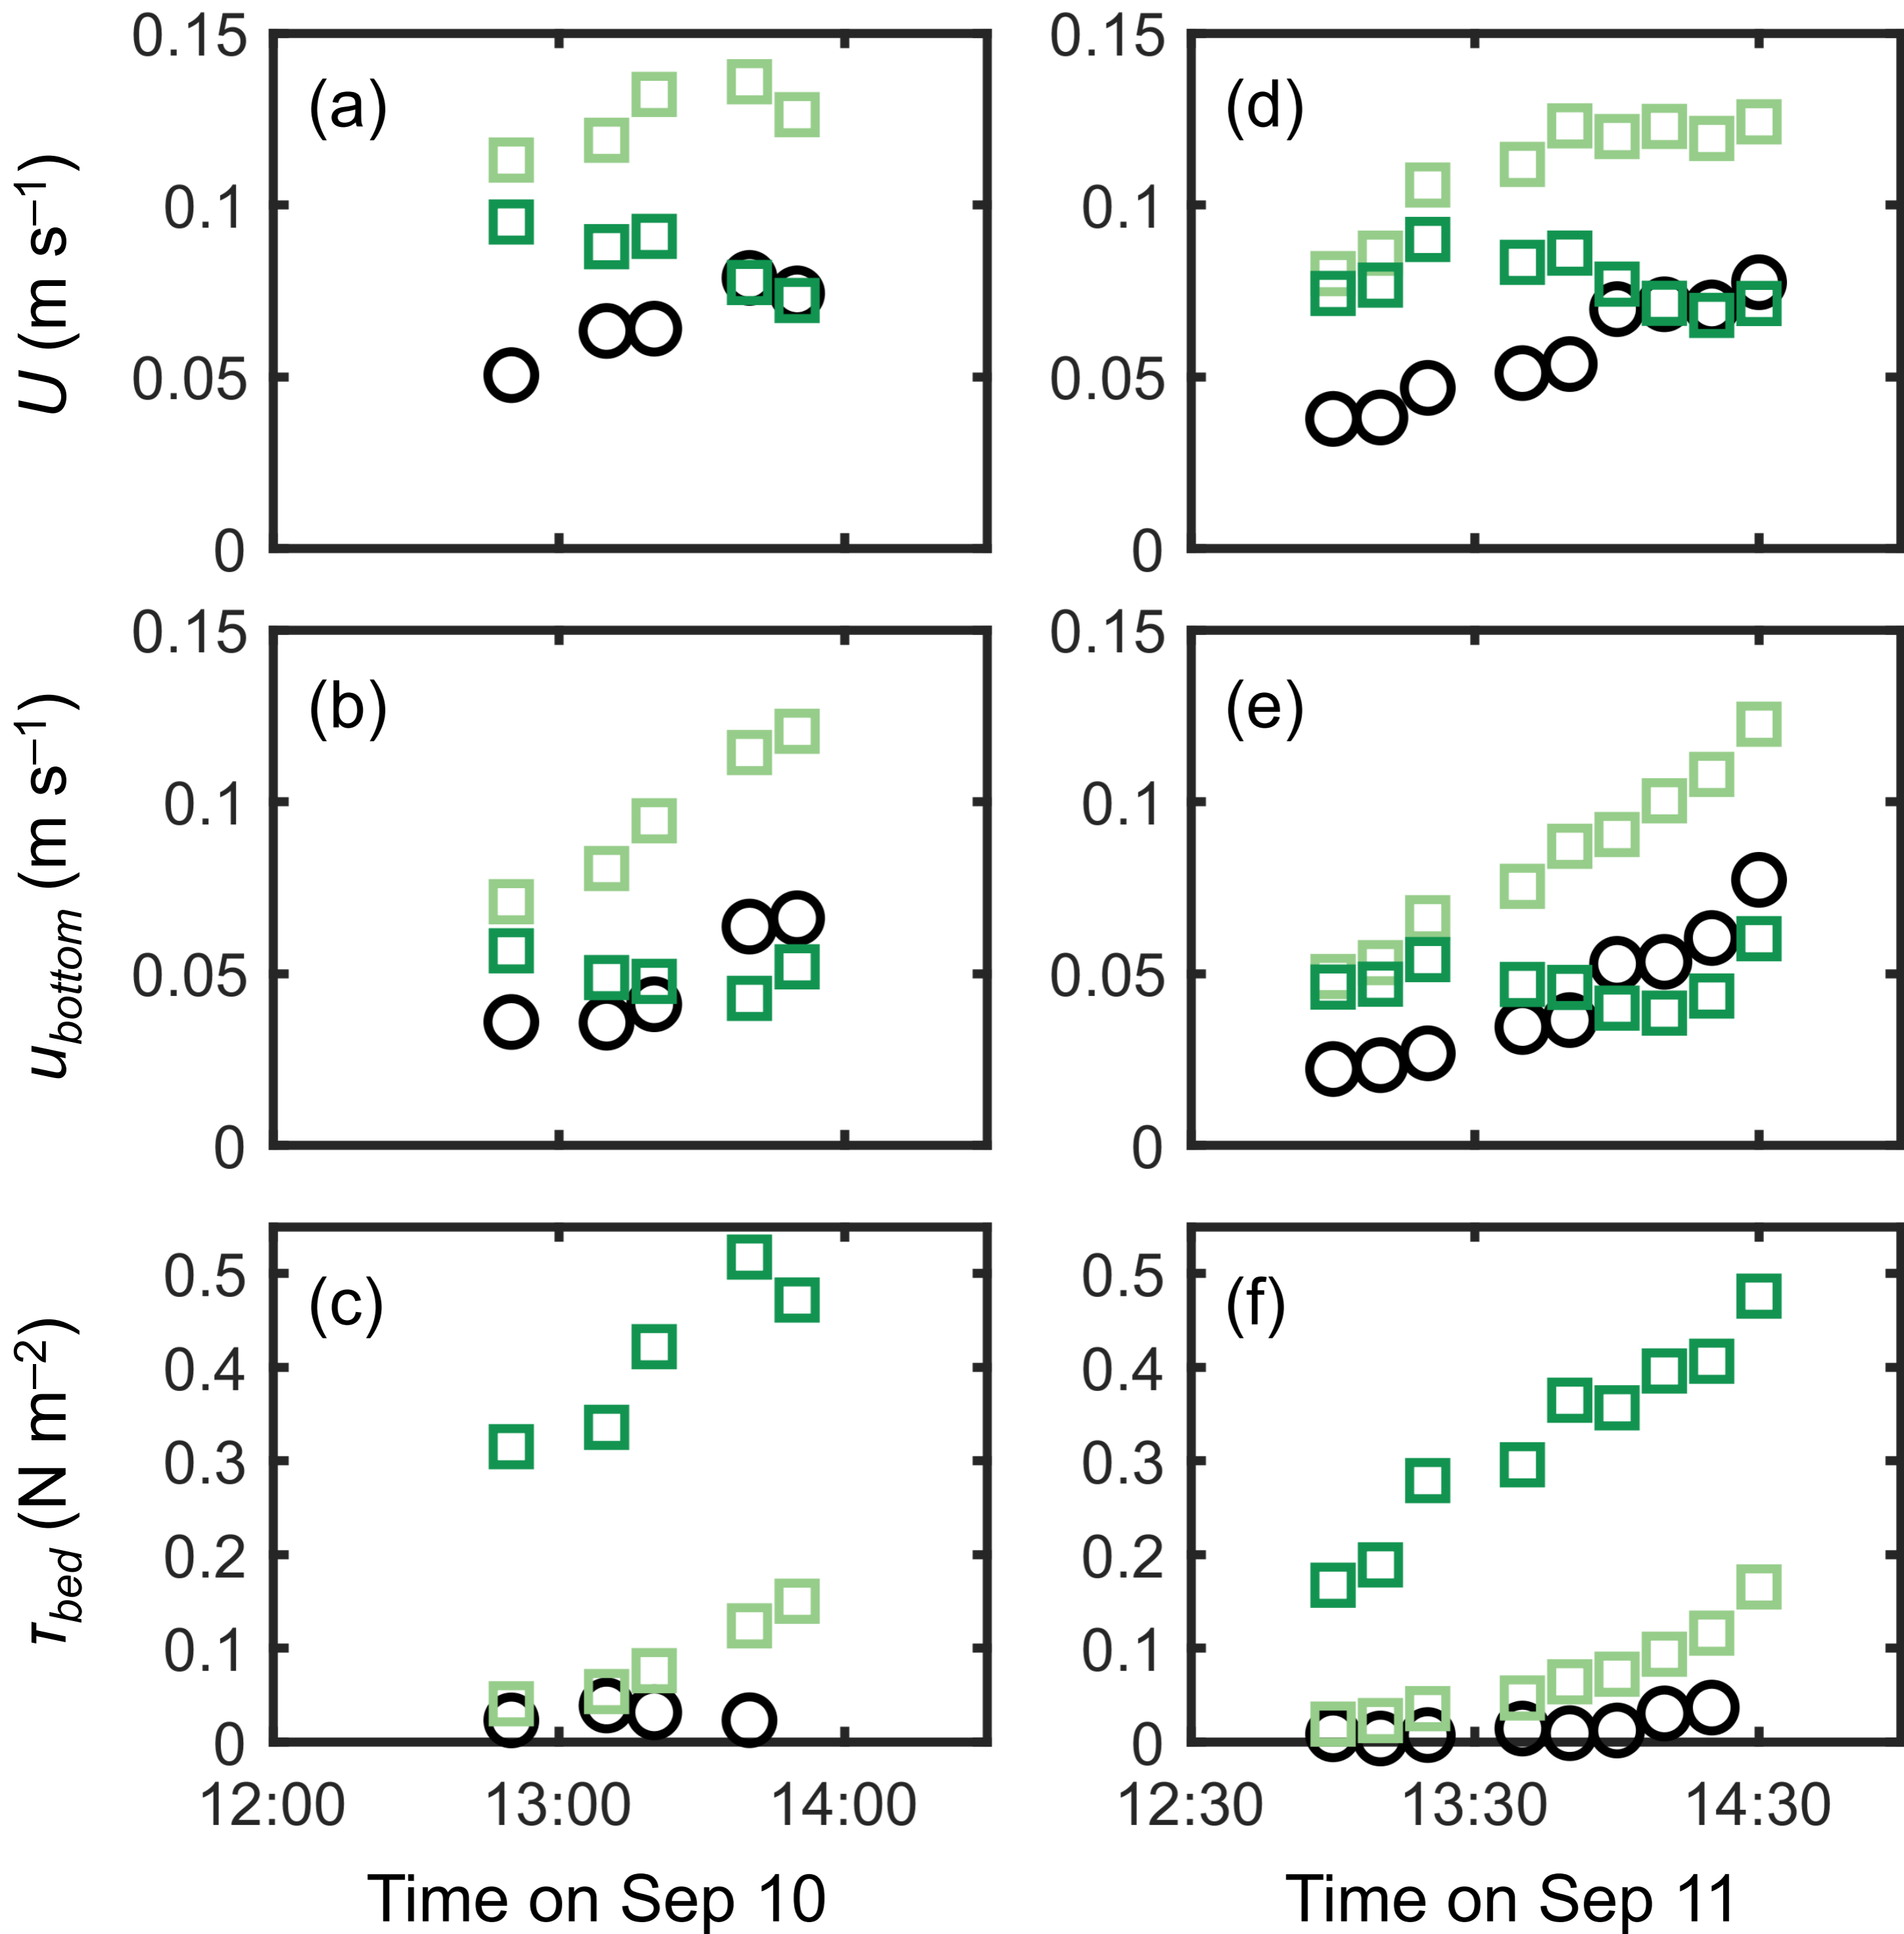 0.15
0.1
0.05
0
U (m s⁻¹)
(a)
0.15
0.1
0.05
0
(d)
0.15
0.1
0.05
0
u_bottom (m s⁻¹)
(b)
0.15
0.1
0.05
0
(e)
0.5
0.4
0.3
0.2
0.1
0
τ_bed (N m⁻²)
(c)
12:00 13:00 14:00
Time on Sep 10
0.5
0.4
0.3
0.2
0.1
0
(f)
12:30 13:30 14:30
Time on Sep 11